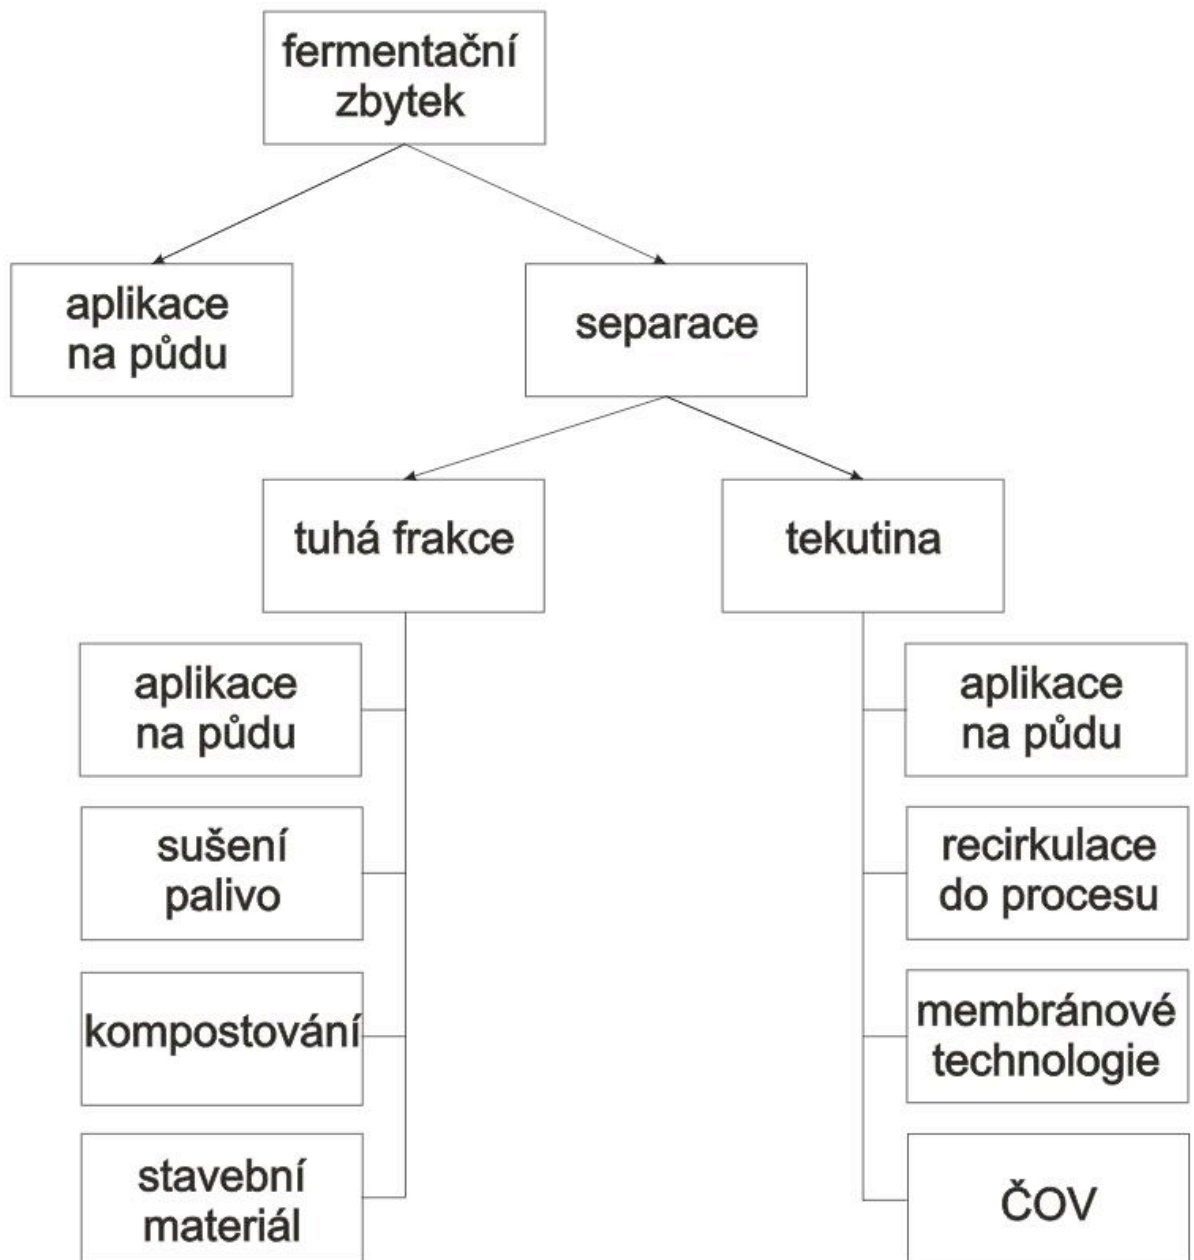 fermentační
zbytek
aplikace
na půdu
separace
tuhá frakce
tekutina
aplikace
na půdu
sušení
palivo
kompostování
stavební
materiál
aplikace
na půdu
recirkulace
do procesu
membránové
technologie
ČOV